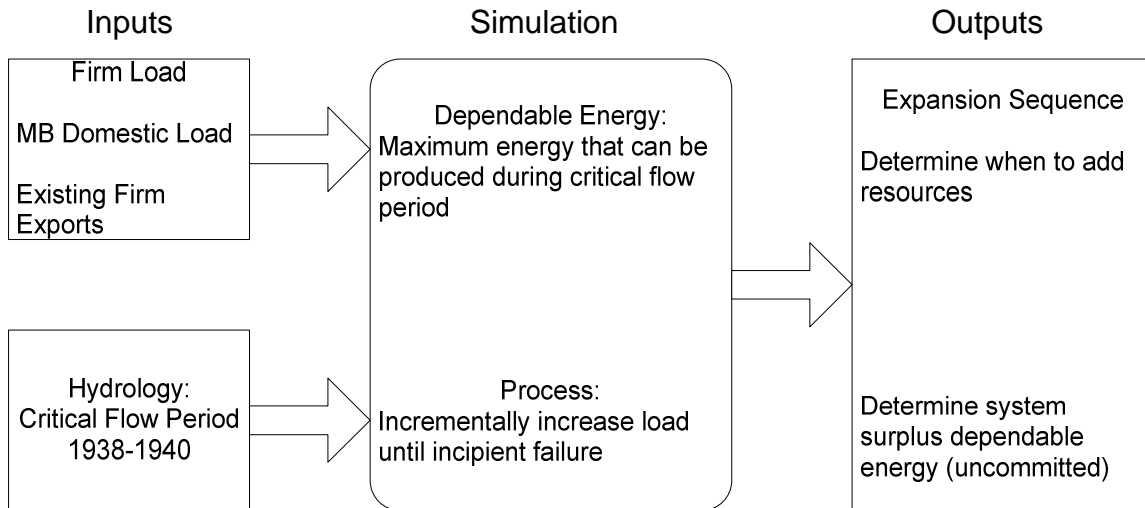 Inputs
Simulation
Outputs
Firm Load
MB Domestic Load
Existing Firm
Exports
Hydrology:
Critical Flow Period
1938-1940
Dependable Energy:
Maximum energy that can be
produced during critical flow
period
Process:
Incrementally increase load
until incipient failure
Expansion Sequence
Determine when to add
resources
Determine system
surplus dependable
energy (uncommitted)